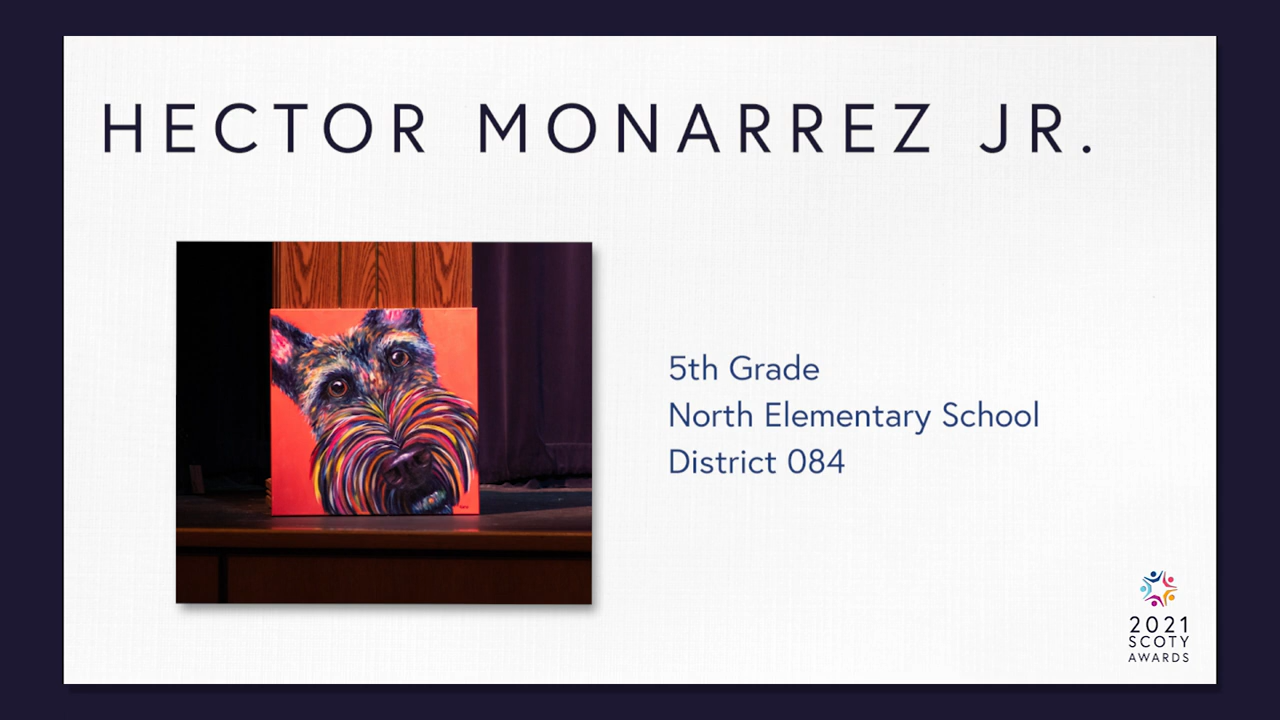 HECTOR MONARREZ JR.
5th Grade
North Elementary School
District 084
2021
SCOTY
AWARDS